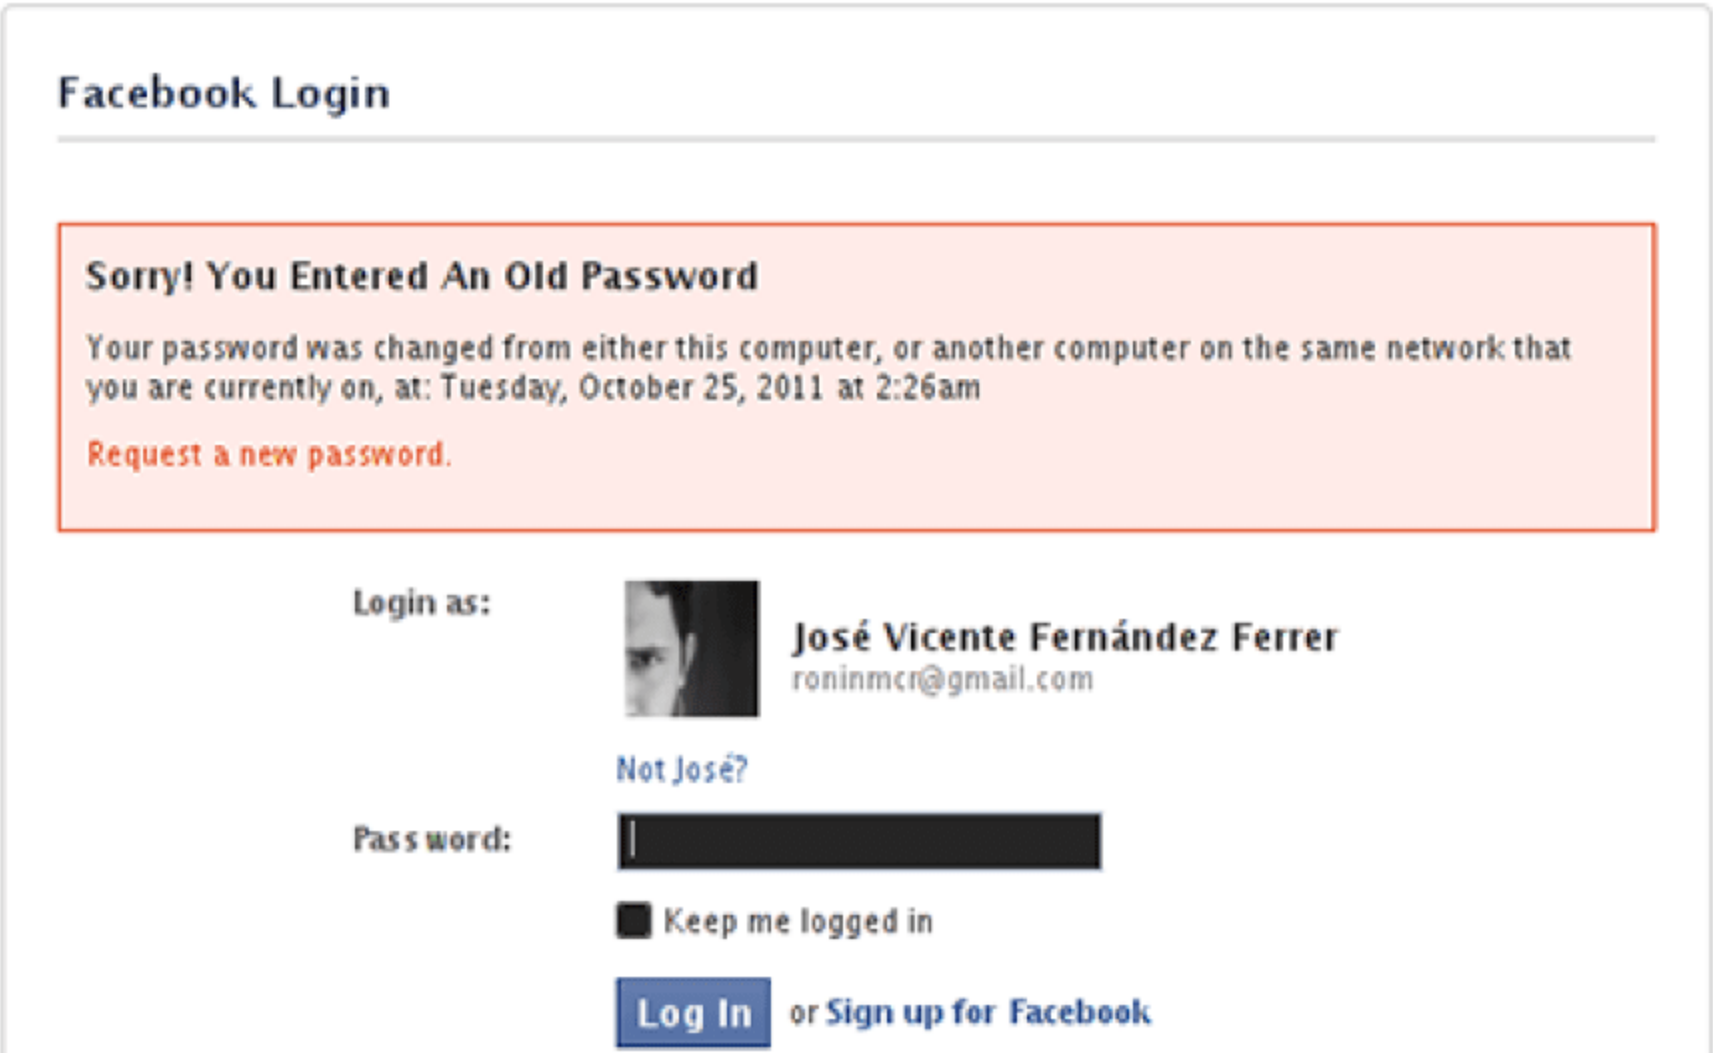 Facebook Login
Sorry! You Entered An Old Password
Your password was changed from either this computer, or another computer on the same network that
you are currently on, at: Tuesday, October 25, 2011 at 2:26am
Request a new password.
Login as:
José Vicente Fernández Ferrer
roninmcr@gmail.com
Not José?
Password:
Keep me logged in
Log In or Sign up for Facebook